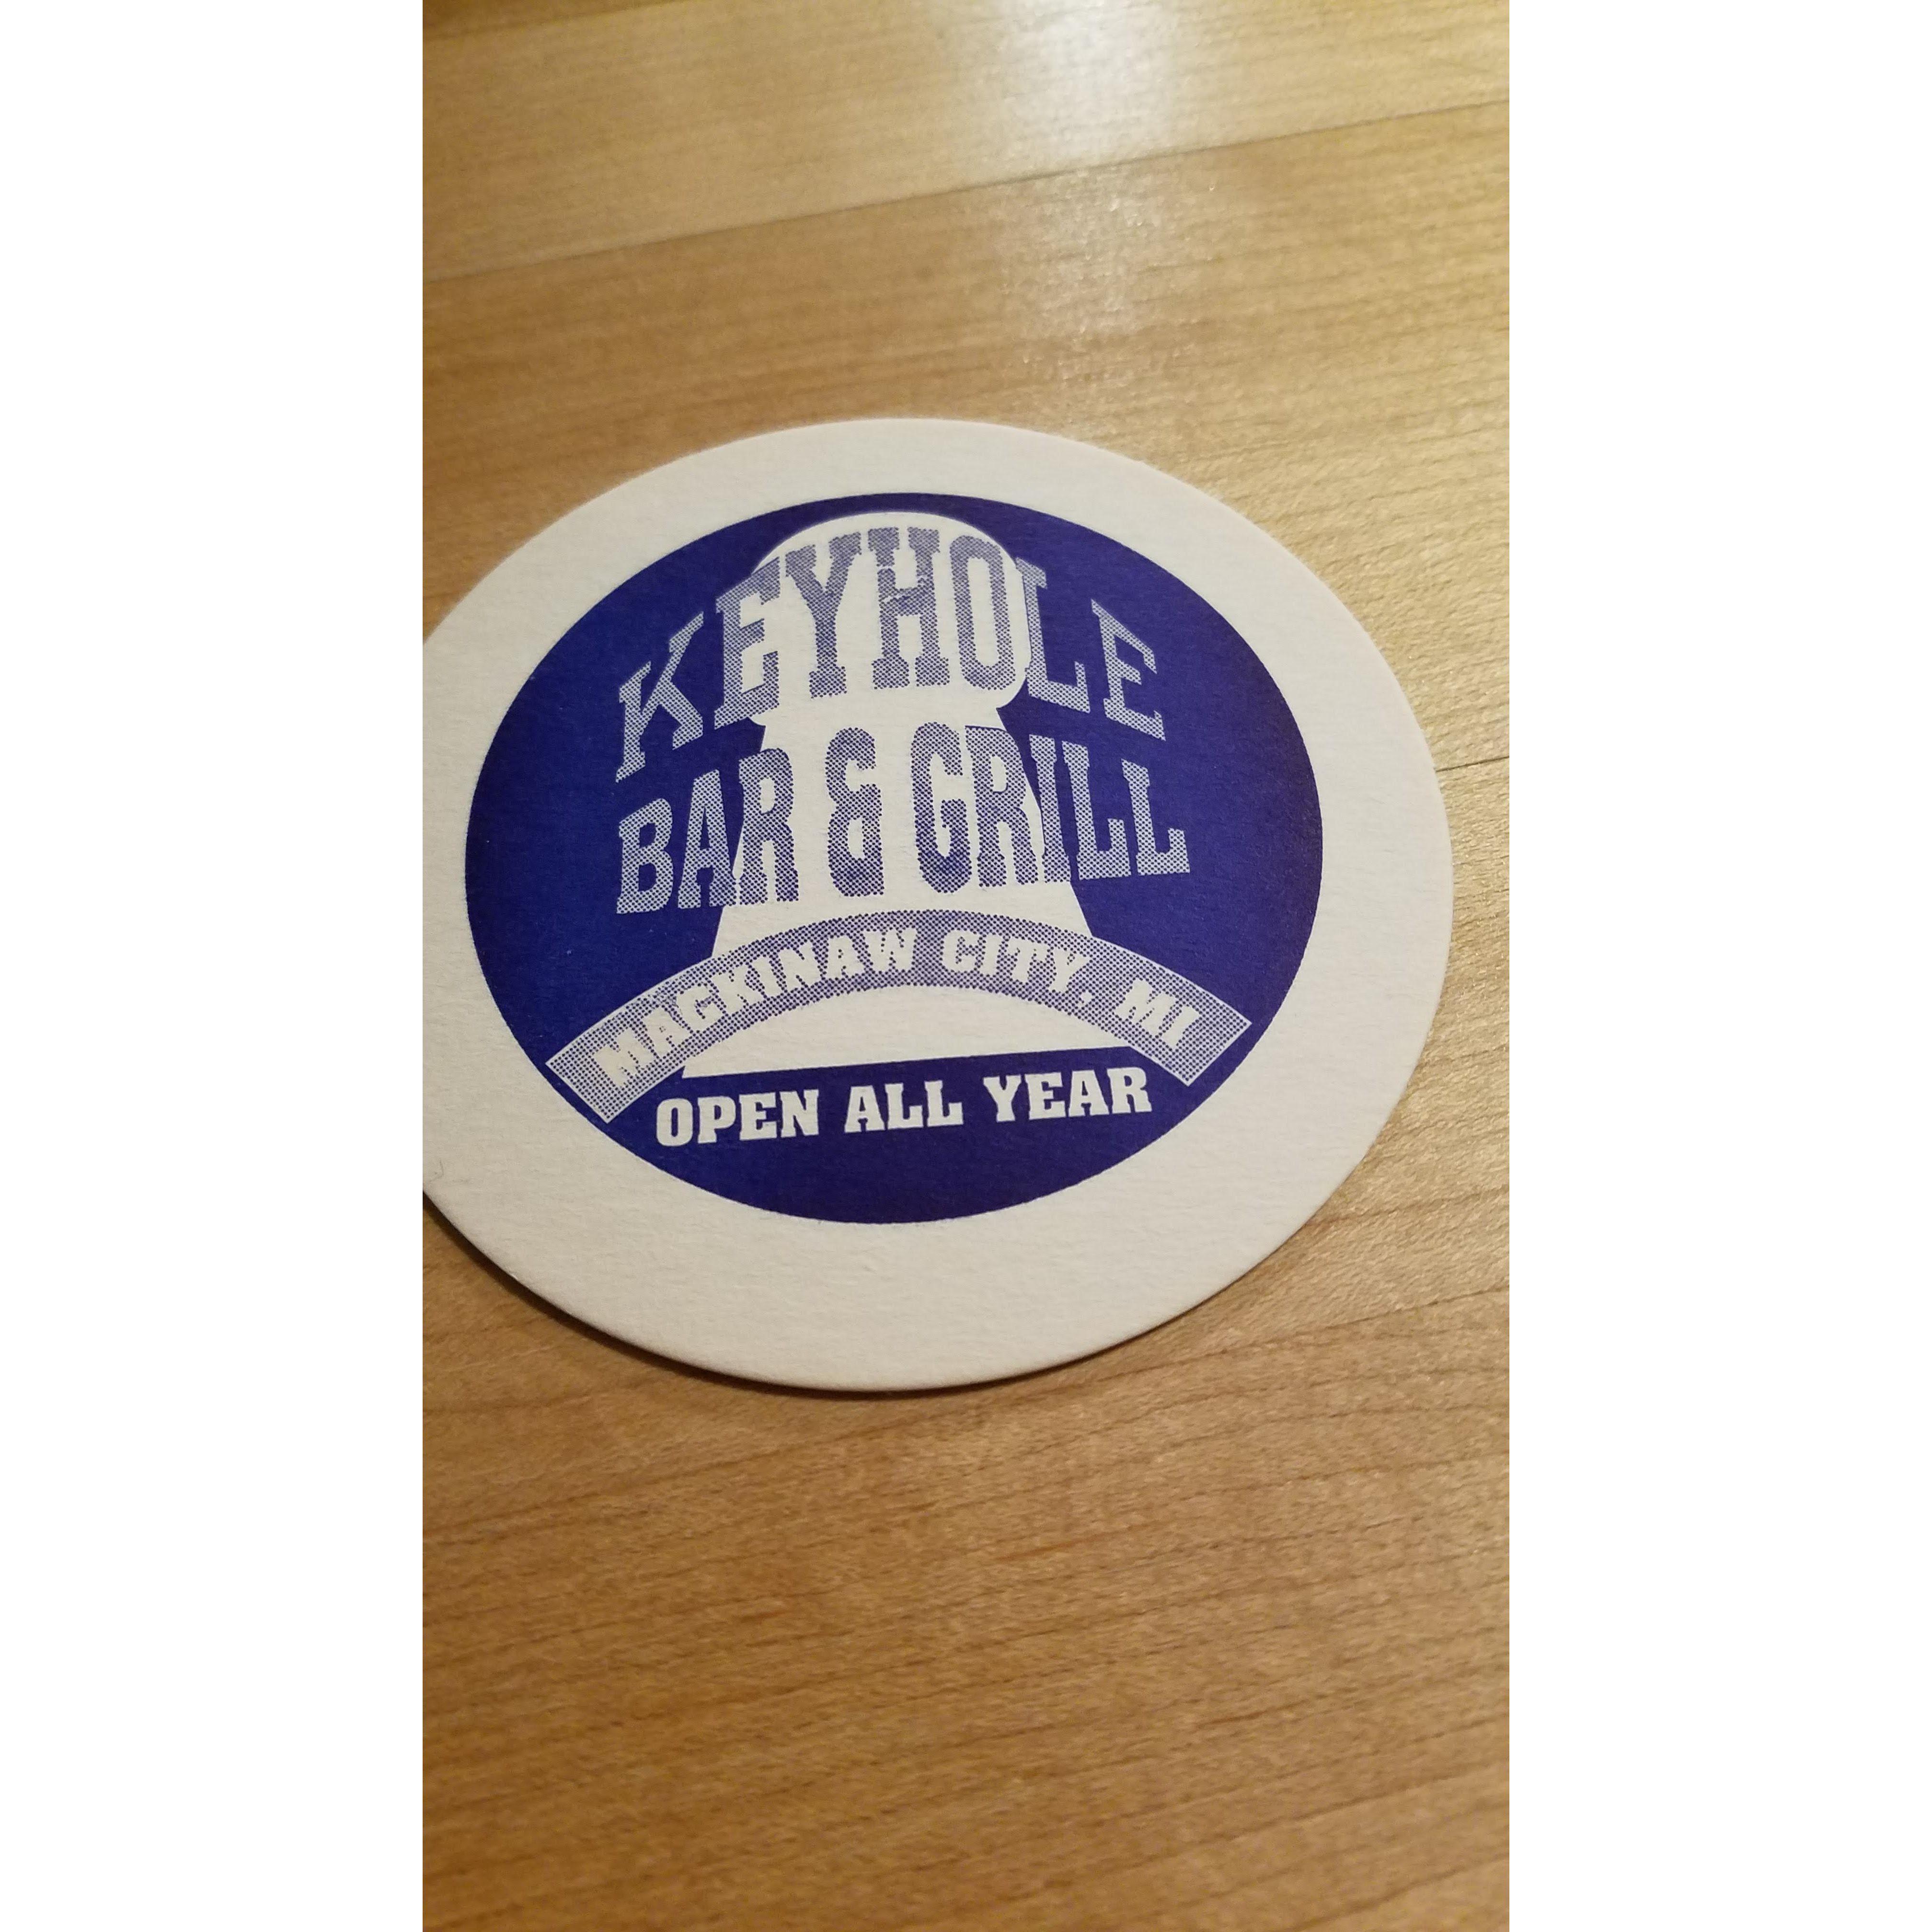 KEYHOLE
BAR & GRILL
MACKINAW CITY, MI
OPEN ALL YEAR